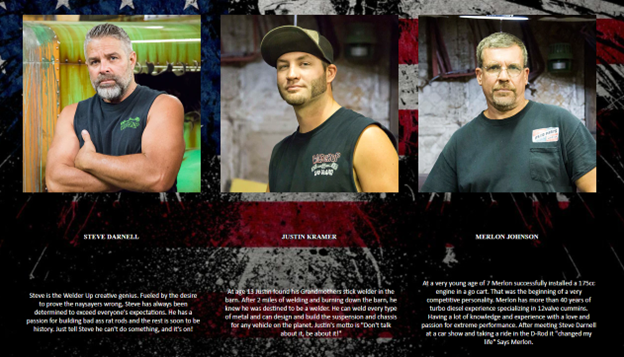 STEVE DARNELL
JUSTIN KRAMER
MERLON JOHNSON
Steve is the Welder Up creative genius. Fueled by the desire
to prove the naysayers wrong, Steve has always been
determined to exceed everyone's expectations. He has a
passion for building bad ass rat rods and the rest is soon to be
history. Just tell Steve he can't do something, and it's on!
At age 13 Justin found his Grandmothers stick welder in the
barn. After 2 miles of welding and burning down the barn, he
knew he was destined to be a welder. He can weld every type
of metal and can design and build the suspension and chassis
for any vehicle on the planet. Justin's motto is "Don't talk
about it, be about it!"
At a very young age of 7 Merlon successfully installed a 175cc
engine in a go cart. That was the beginning of a very
competitive personality. Merlon has more than 40 years of
turbo diesel experience specializing in 12valve cummins.
Having a lot of knowledge and experience with a love and
passion for extreme performance. After meeting Steve Darnell
at a car show and taking a ride in the D-Rod it "changed my
life" Says Merlon.